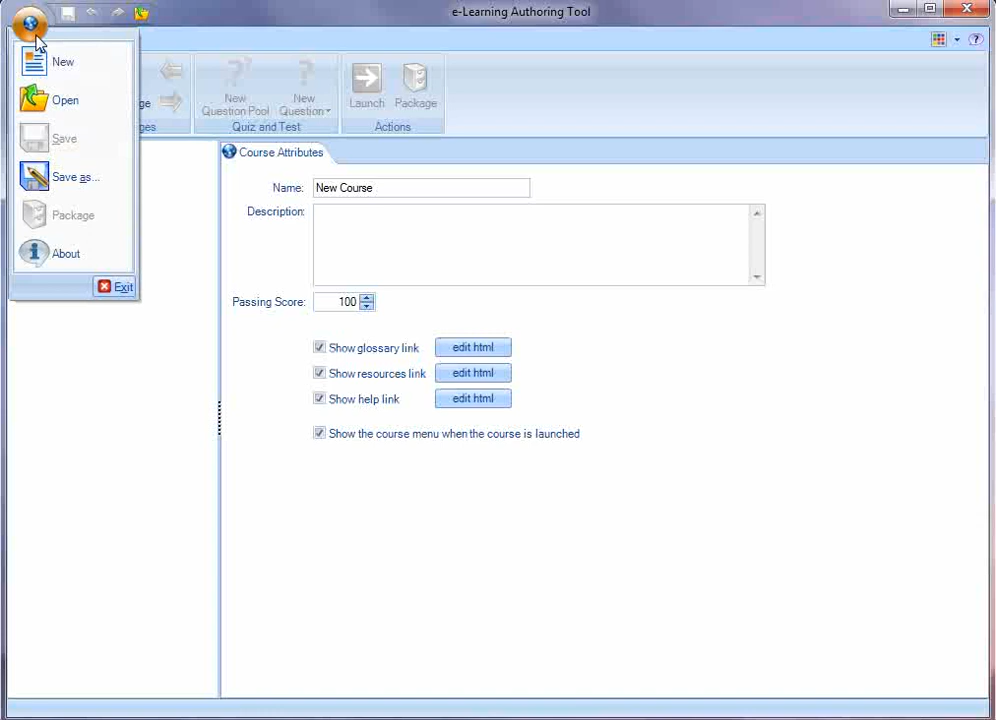 e-Learning Authoring Tool
New
Open
Save
Save as...
Package
About
Exit
ge
ges
New
Question Pool
New
Question
Quiz and Test
Launch
Package
Actions
Course Attributes
Name: New Course
Description:
Passing Score: 100
Show glossary link edit html
Show resources link edit html
Show help link edit html
Show the course menu when the course is launched